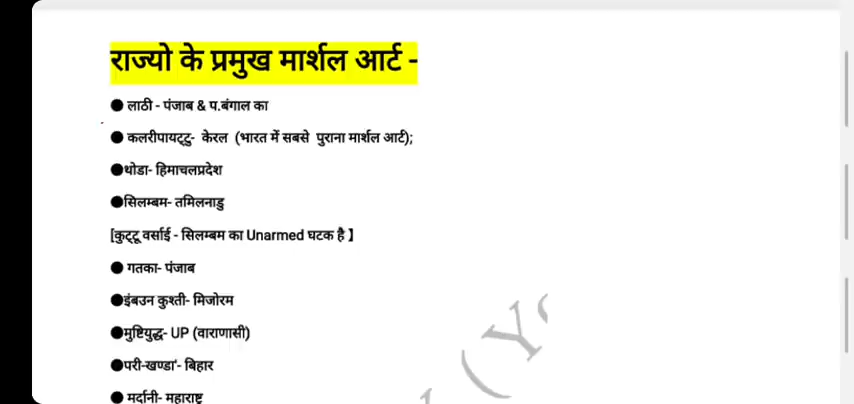 राज्यो के प्रमुख मार्शल आर्ट -
● लाठी - पंजाब & प.बंगाल का
● कलरीपायट्टु- केरल (भारत में सबसे पुराना मार्शल आर्ट);
●थोडा- हिमाचलप्रदेश
●सिलम्बम- तमिलनाडु
[कुट्टू वर्साई - सिलम्बम का Unarmed घटक है 】
● गतका- पंजाब
●इंबउन कुश्ती- मिजोरम
●मुष्टियुद्ध- UP (वाराणसी)
●परी-खण्डा'- बिहार
● मर्दानी- महाराष्ट्र